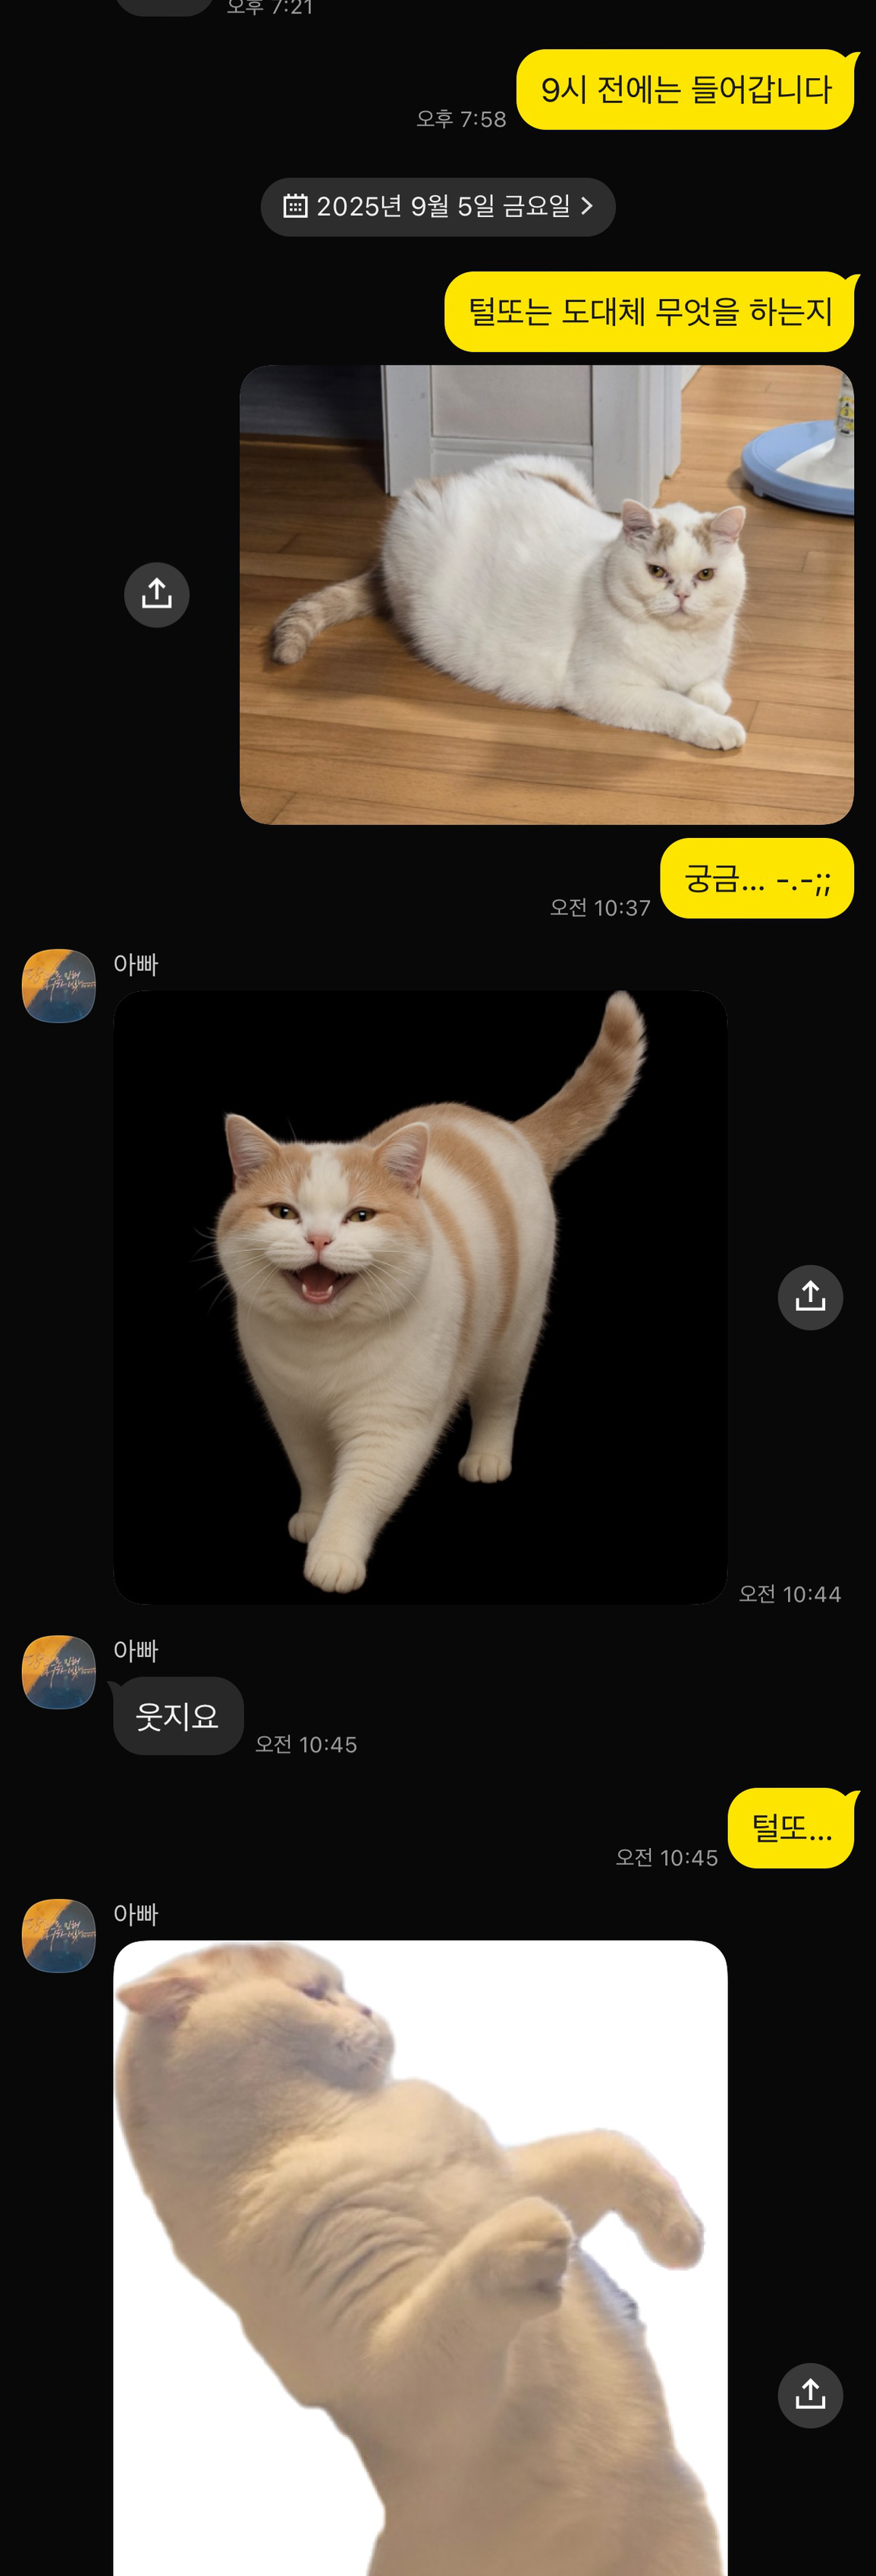 오후 7:21
9시 전에는 들어갑니다
오후 7:58
2025년 9월 5일 금요일
털또는 도대체 무엇을 하는지
궁금... -.-;;
오전 10:37
아빠
오전 10:44
아빠
웃지요
오전 10:45
털또...
오전 10:45
아빠